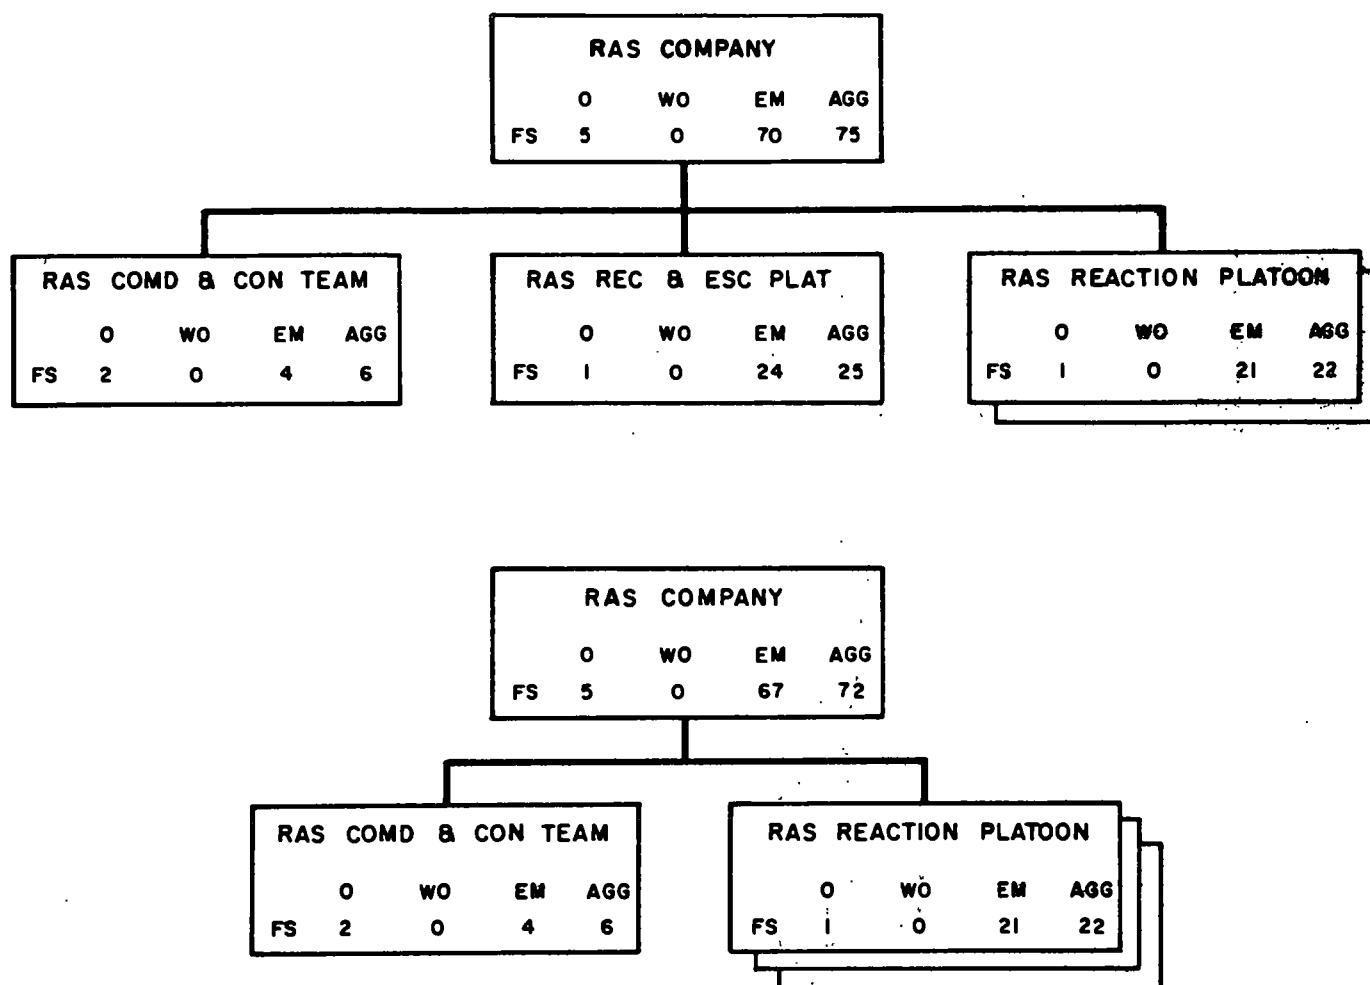 RAS COMPANY
O WO EM AGG
FS 5 0 70 75
RAS COMD & CON TEAM
O WO EM AGG
FS 2 0 4 6
RAS REC & ESC PLAT
O WO EM AGG
FS 1 0 24 25
RAS REACTION PLATOON
O WO EM AGG
FS 1 0 21 22
RAS COMPANY
O WO EM AGG
FS 5 0 67 72
RAS COMD & CON TEAM
O WO EM AGG
FS 2 0 4 6
RAS REACTION PLATOON
O WO EM AGG
FS 1 0 21 22